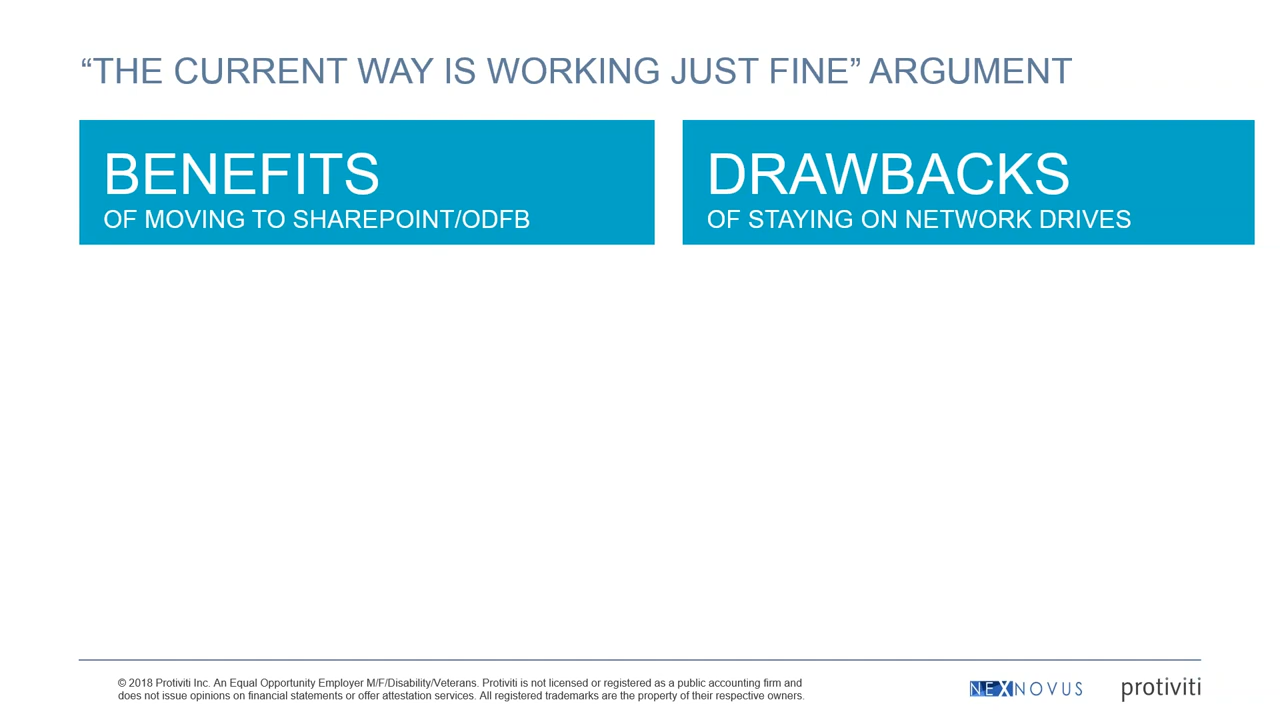 “THE CURRENT WAY IS WORKING JUST FINE” ARGUMENT
BENEFITS
OF MOVING TO SHAREPOINT/ODFB
DRAWBACKS
OF STAYING ON NETWORK DRIVES
© 2018 Protiviti Inc. An Equal Opportunity Employer M/F/Disability/Veterans. Protiviti is not licensed or registered as a public accounting firm and
does not issue opinions on financial statements or offer attestation services. All registered trademarks are the property of their respective owners.
NEXNOVUS
protiviti